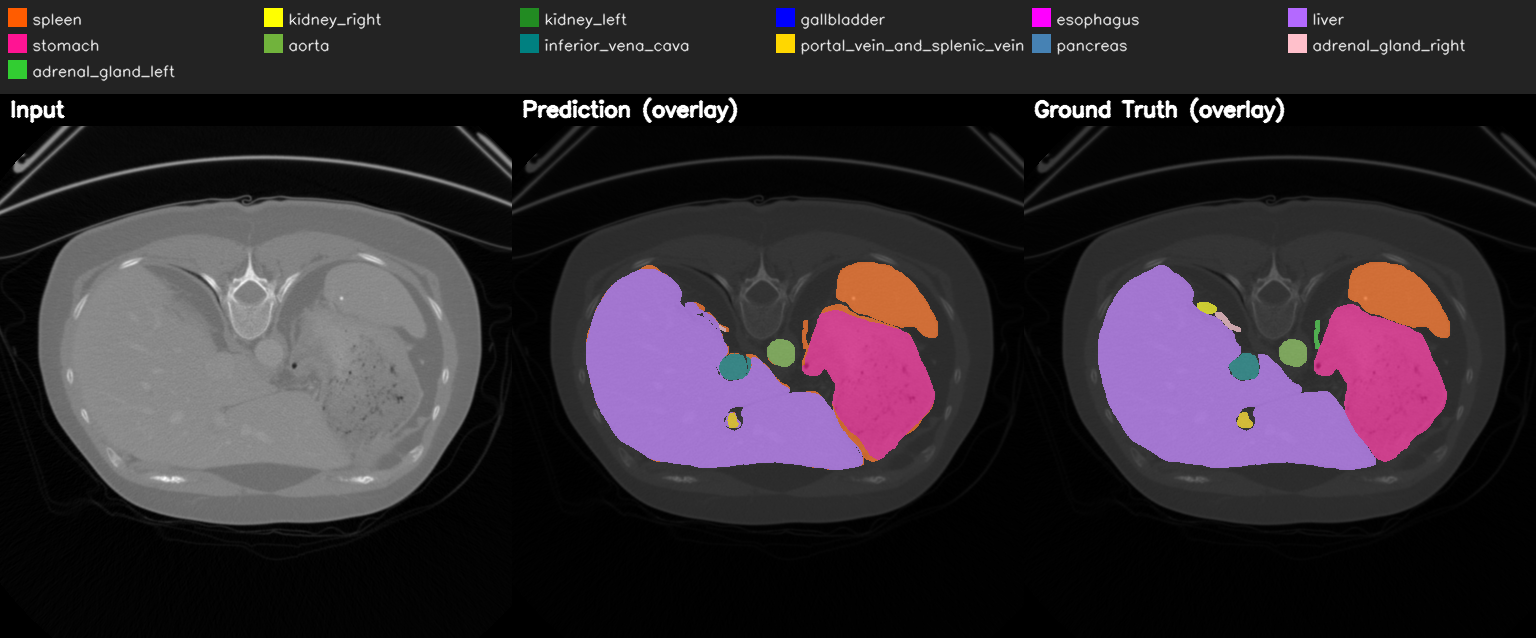 spleen kidney_right kidney_left gallbladder esophagus liver
stomach aorta inferior_vena_cava portal_vein_and_splenic_vein pancreas adrenal_gland_right
adrenal_gland_left
Input Prediction (overlay) Ground Truth (overlay)